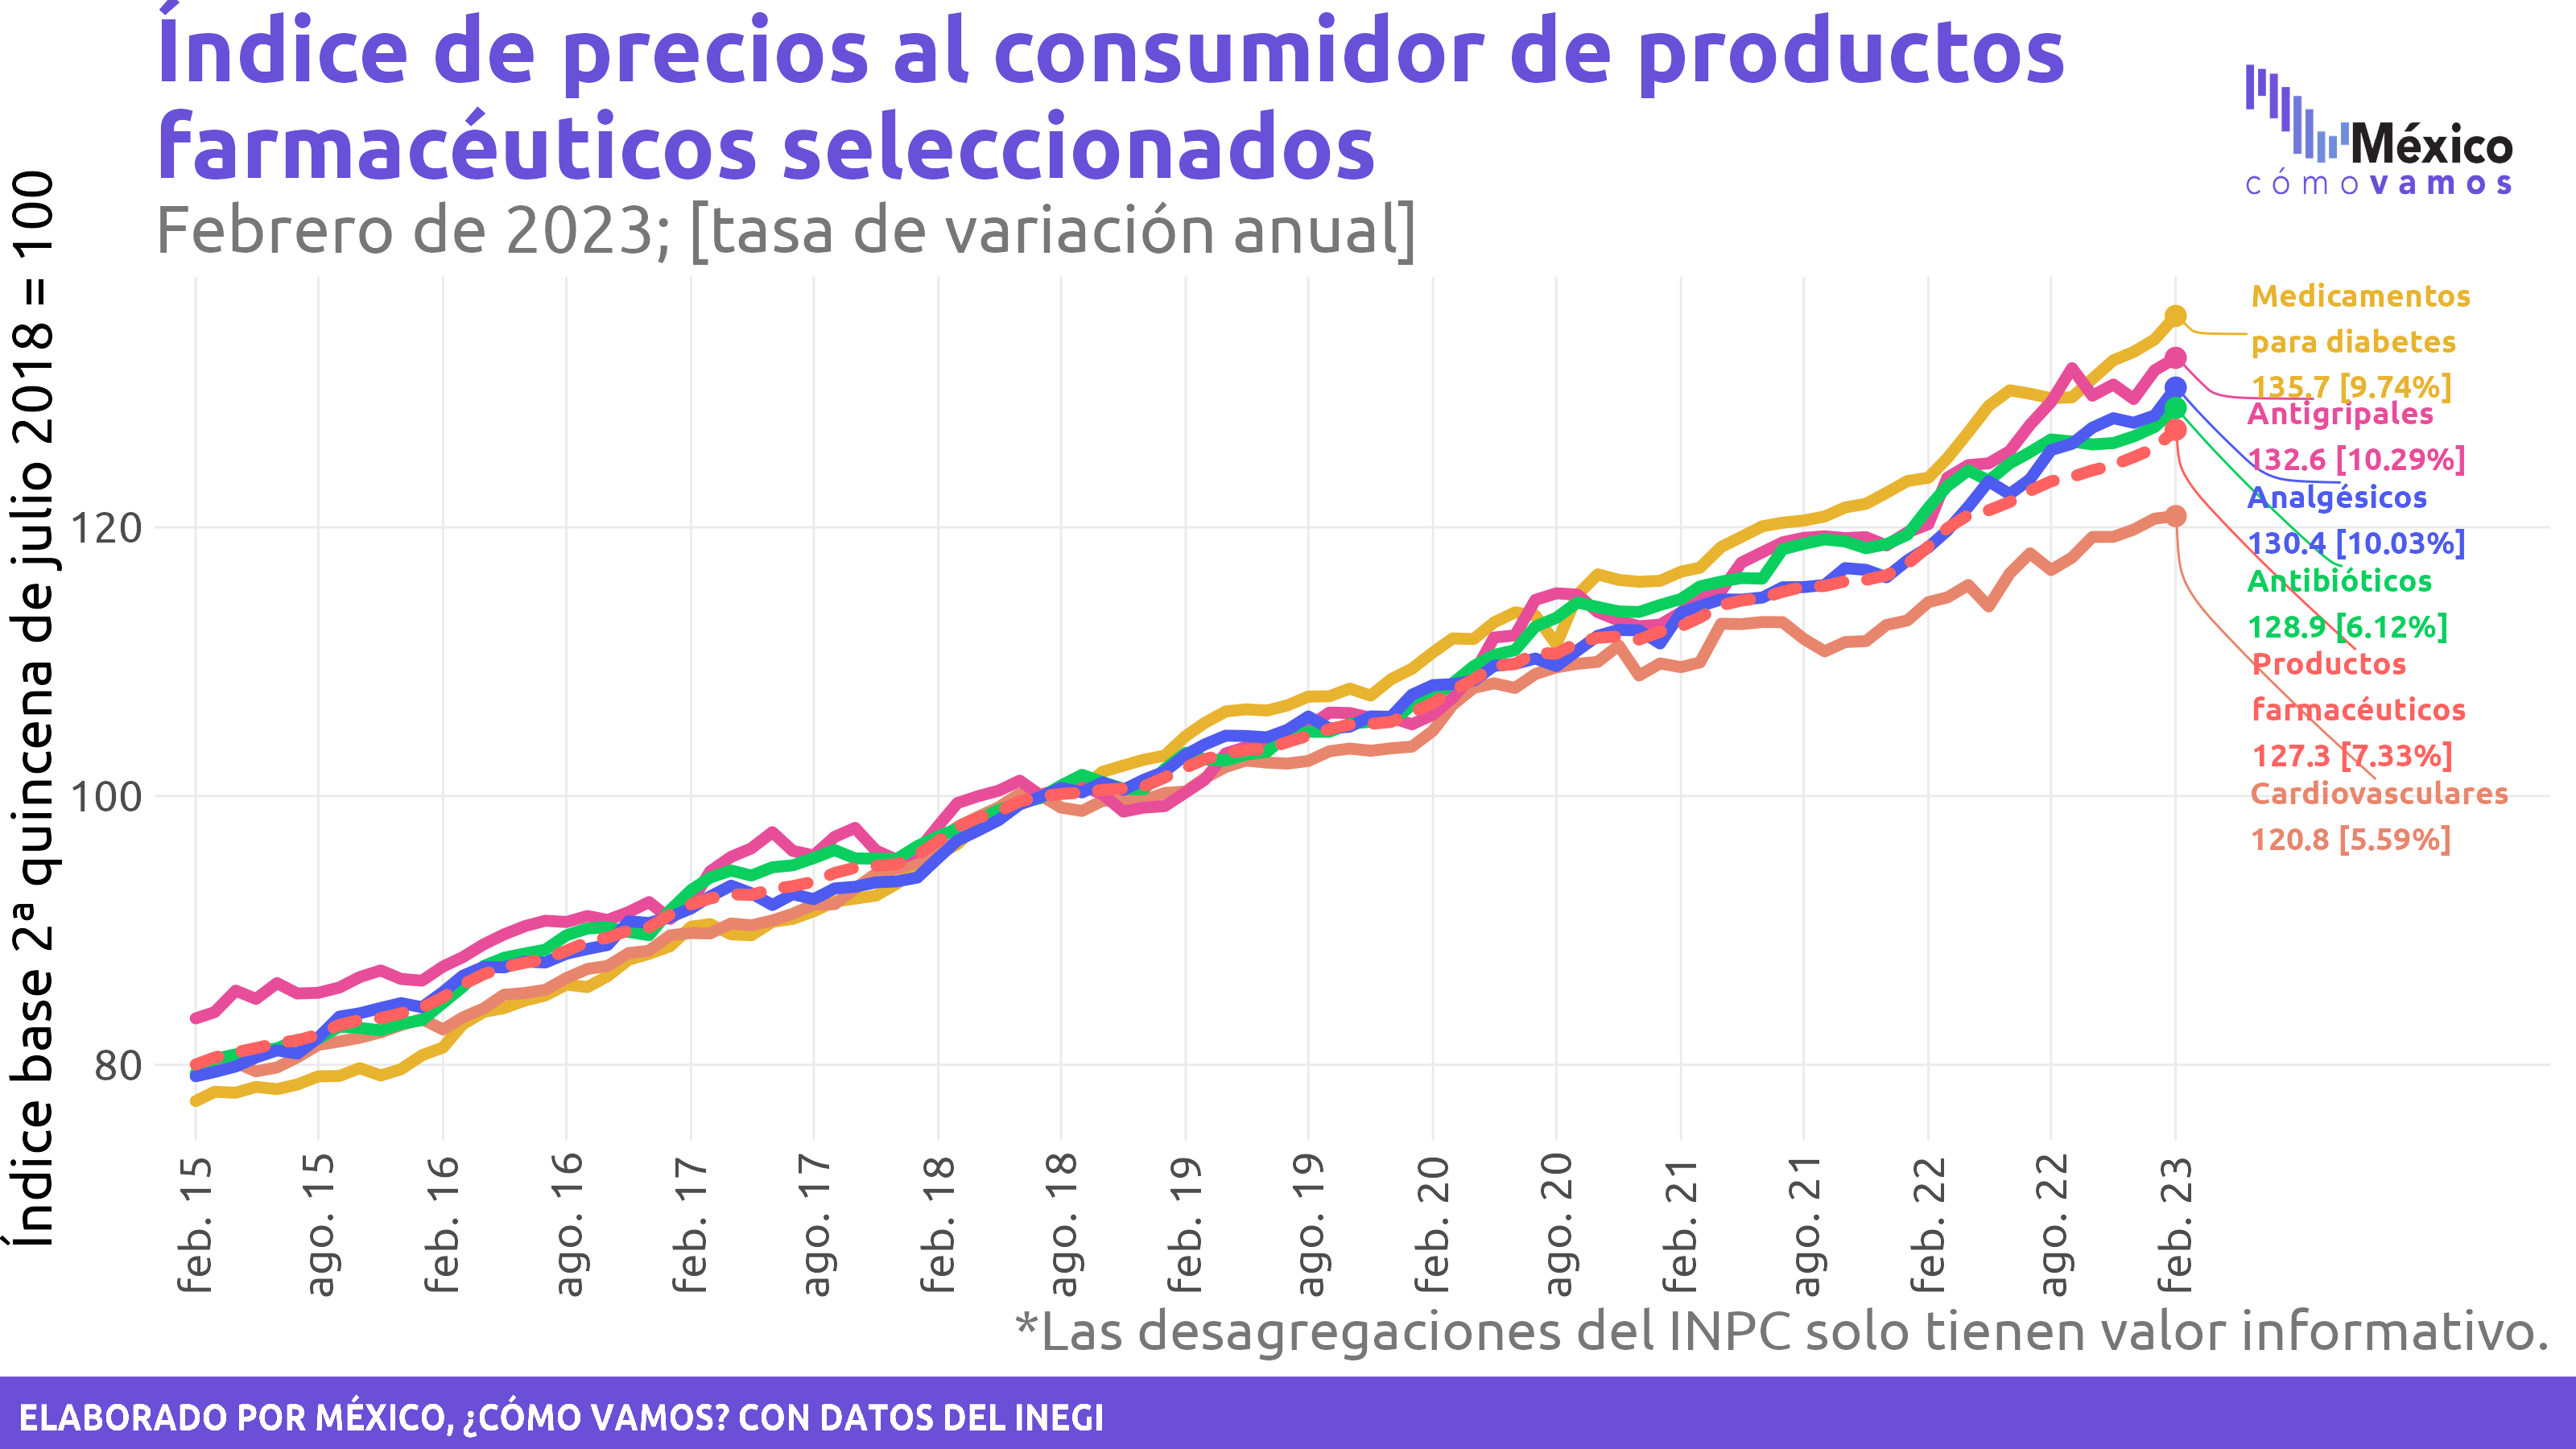 Índice de precios al consumidor de productos
farmacéuticos seleccionados
Febrero de 2023; [tasa de variación anual]
México
cómo vamos
Índice base 2ª quincena de julio 2018 = 100
120
100
80
Medicamentos
para diabetes
135.7 [9.74%]
Antigripales
132.6 [10.29%]
Analgésicos
130.4 [10.03%]
Antibióticos
128.9 [6.12%]
Productos
farmacéuticos
127.3 [7.33%]
Cardiovasculares
120.8 [5.59%]
feb. 15
ago. 15
feb. 16
ago. 16
feb. 17
ago. 17
feb. 18
ago. 18
feb. 19
ago. 19
feb. 20
ago. 20
feb. 21
ago. 21
feb. 22
ago. 22
feb. 23
*Las desagregaciones del INPC solo tienen valor informativo.
ELABORADO POR MÉXICO, ¿CÓMO VAMOS? CON DATOS DEL INEGI